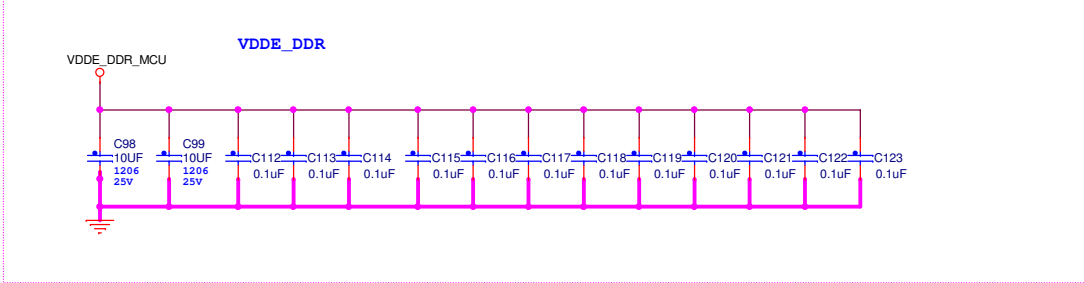 VDDE_DDR
VDDE_DDR_MCU
C98
10UF
1206
25V
C99
10UF
1206
25V
C112
0.1uF
C113
0.1uF
C114
0.1uF
C115
0.1uF
C116
0.1uF
C117
0.1uF
C118
0.1uF
C119
0.1uF
C120
0.1uF
C121
0.1uF
C122
0.1uF
C123
0.1uF